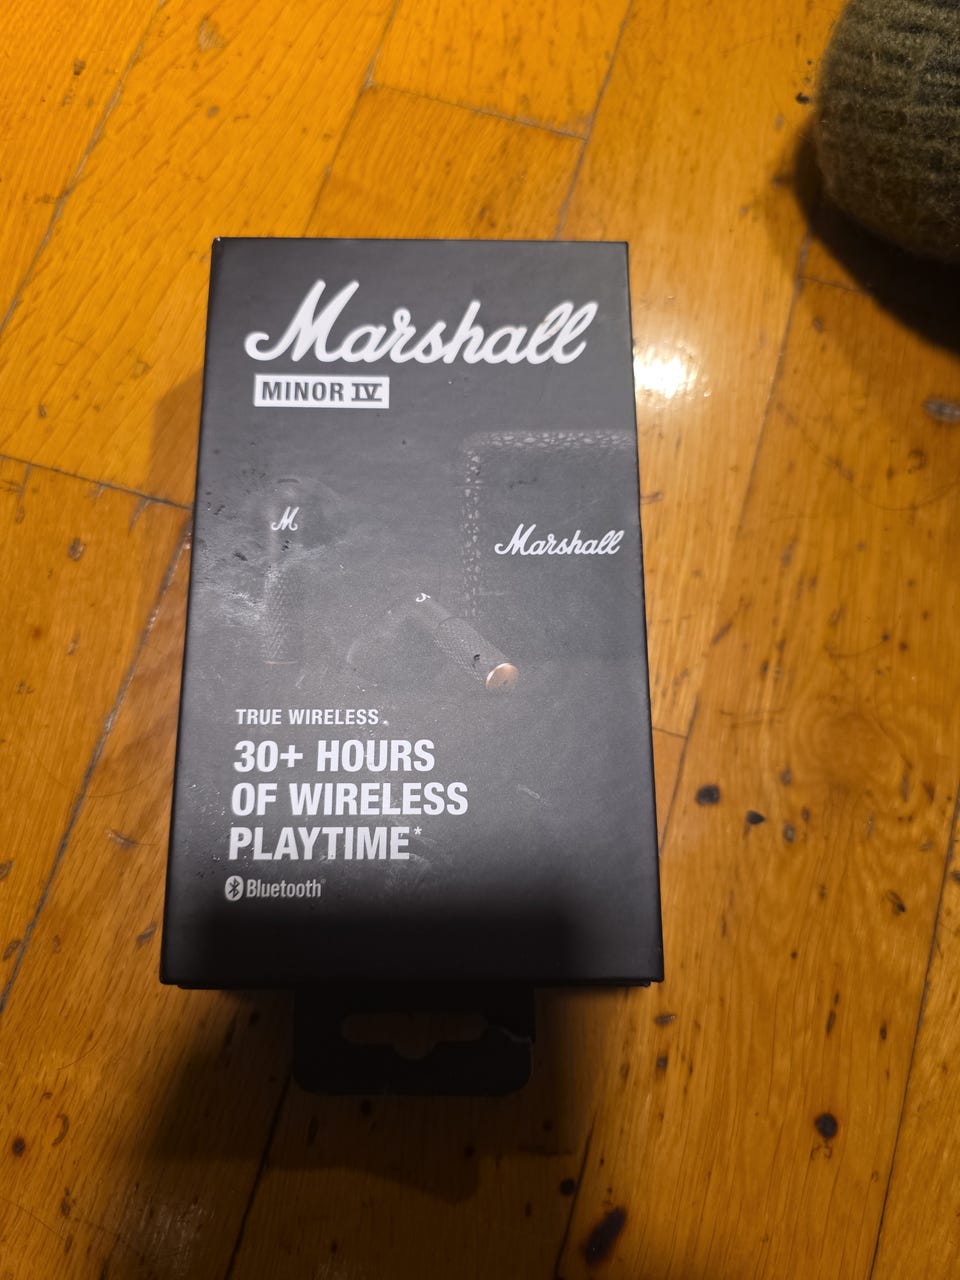 Marshall
MINOR IV
M
Marshall
TRUE WIRELESS.
30+ HOURS
OF WIRELESS
PLAYTIME*
Bluetooth®